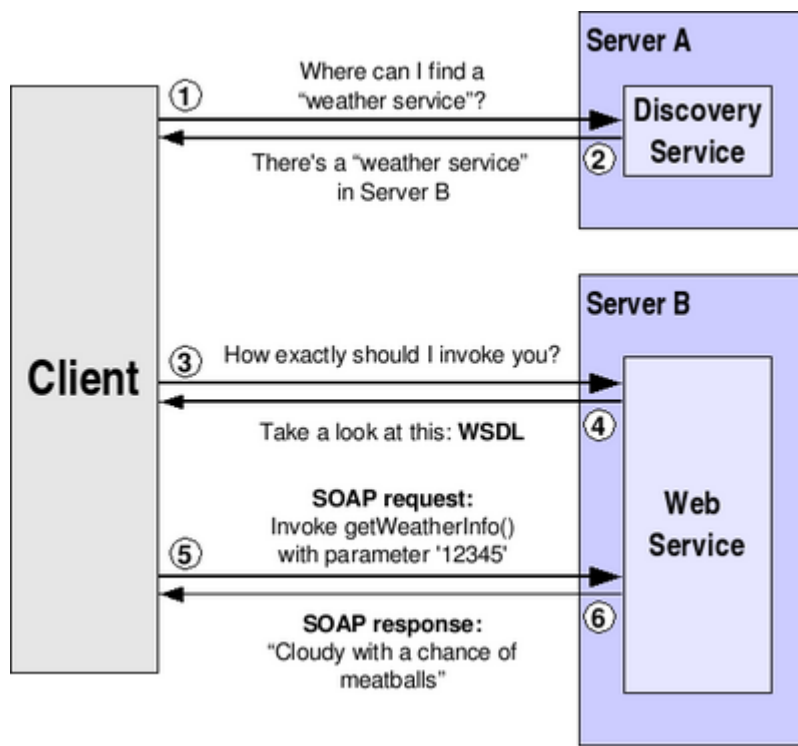 Server A
①
Where can I find a
“weather service”?
Discovery
Service
②
There's a “weather service”
in Server B
Server B
Client
③
How exactly should I invoke you?
④
Take a look at this: WSDL
SOAP request:
Invoke getWeatherInfo()
with parameter '12345'
⑤
Web
Service
⑥
SOAP response:
“Cloudy with a chance of
meatballs”